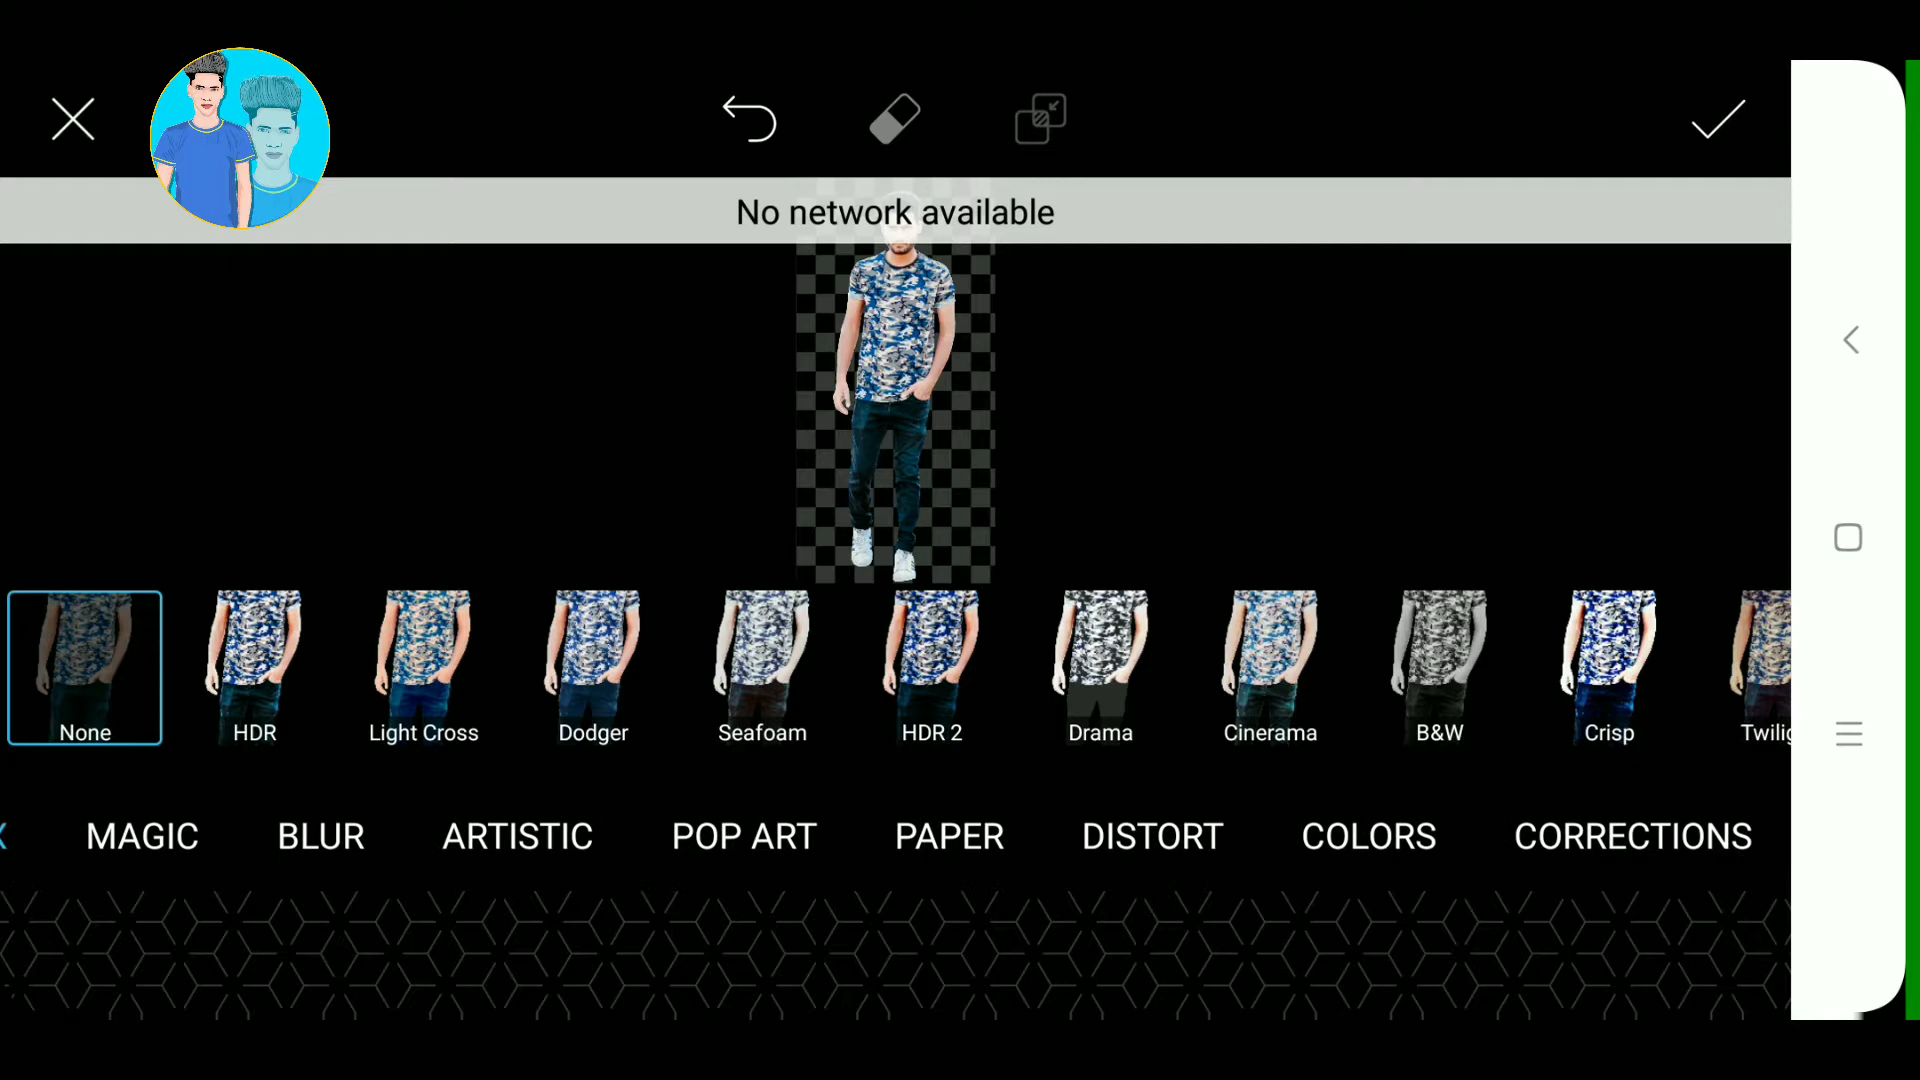 No network available
None
HDR
Light Cross
Dodger
Seafoam
HDR 2
Drama
Cinerama
B&W
Crisp
Twilig
MAGIC
BLUR
ARTISTIC
POP ART
PAPER
DISTORT
COLORS
CORRECTIONS